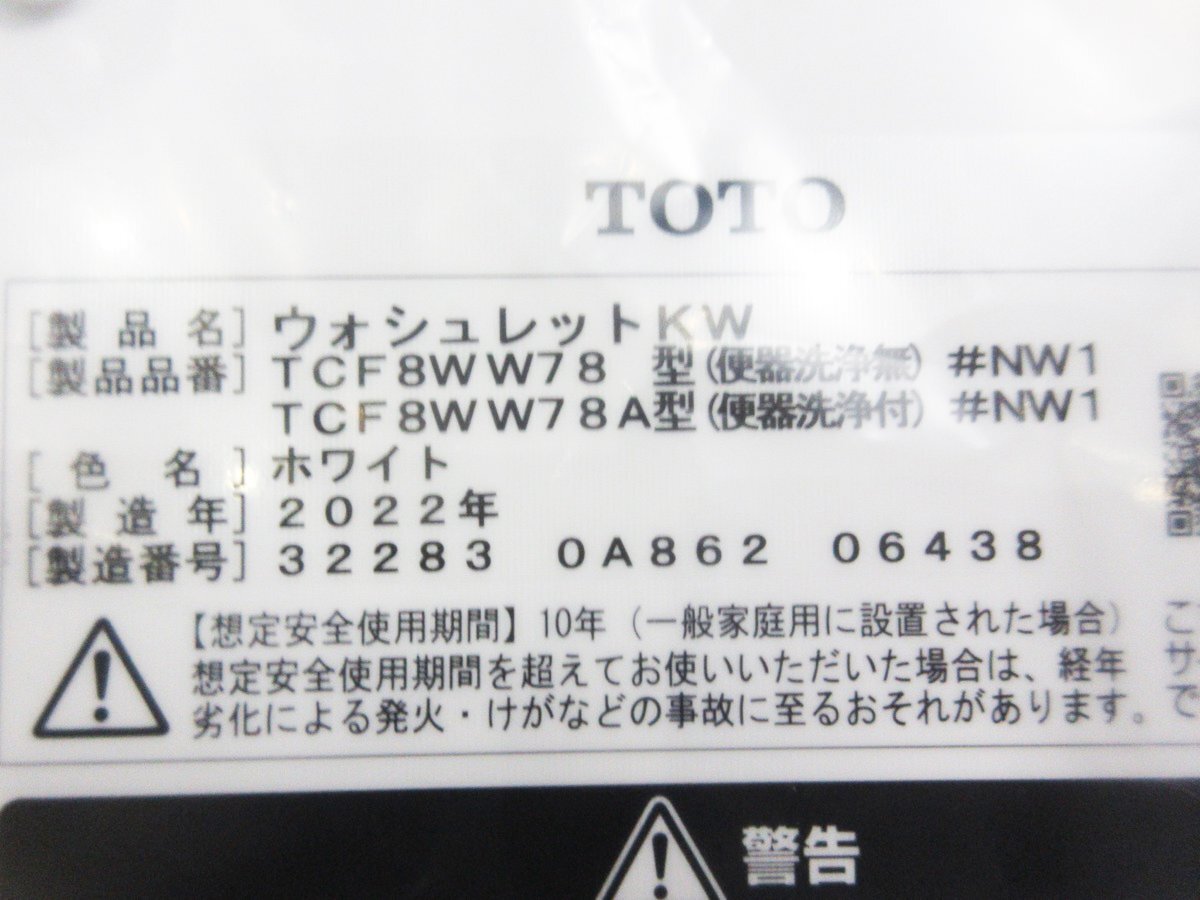 TOTO
[製品名] ウォシュレットKW
[製品品番] TCF8WW78 型(便器洗浄無) #NW1
TCF8WW78A型(便器洗浄付) #NW1
[色名] ホワイト
[製造年] 2022年
[製造番号] 32283 0A862 06438
【想定安全使用期間】10年（一般家庭用に設置された場合）
想定安全使用期間を超えてお使いいただいた場合は、経年
劣化による発火・けがなどの事故に至るおそれがあります。
こ
サ
で
警告